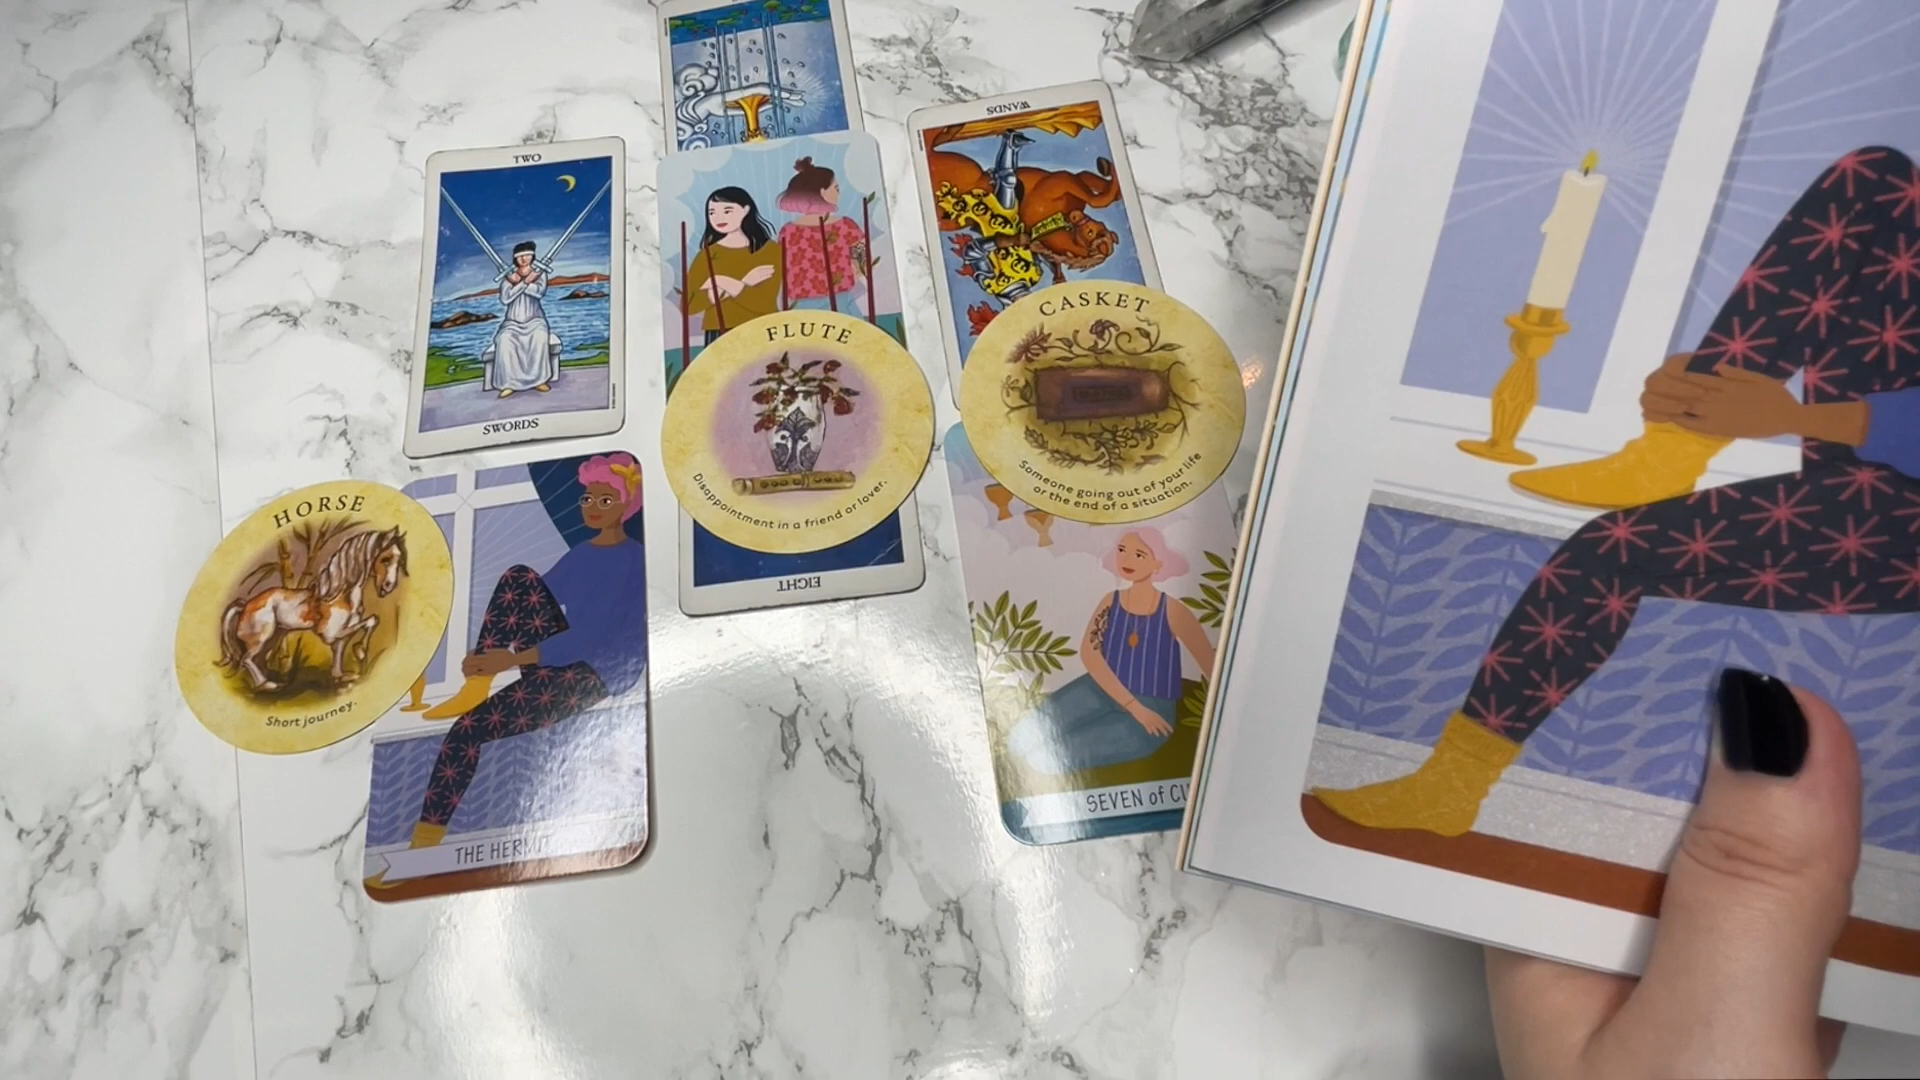 TWO
SWORDS
HORSE
Short journey.
THE HERMIT
FLUTE
Disappointment in a friend or lover.
EIGHT
WANDS
CASKET
Someone going out of your life
or the end of a situation.
SEVEN of